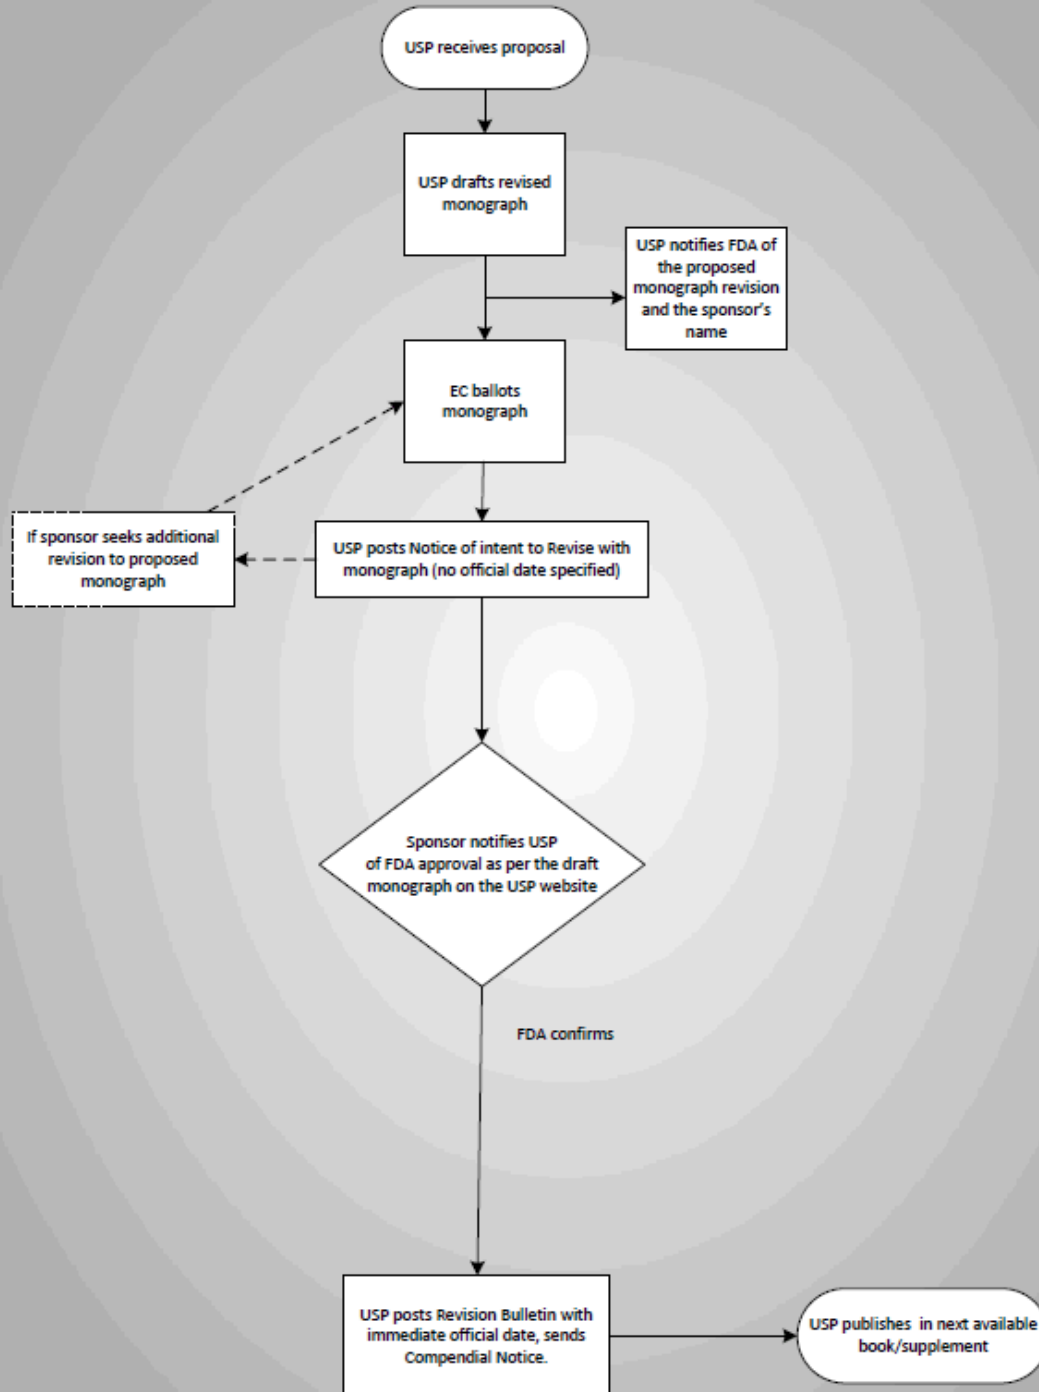 USP receives proposal
USP drafts revised
monograph
USP notifies FDA of
the proposed
monograph revision
and the sponsor's
name
EC ballots
monograph
If sponsor seeks additional
revision to proposed
monograph
USP posts Notice of intent to Revise with
monograph (no official date specified)
Sponsor notifies USP
of FDA approval as per the draft
monograph on the USP website
FDA confirms
USP posts Revision Bulletin with
immediate official date, sends
Compendial Notice.
USP publishes in next available
book/supplement